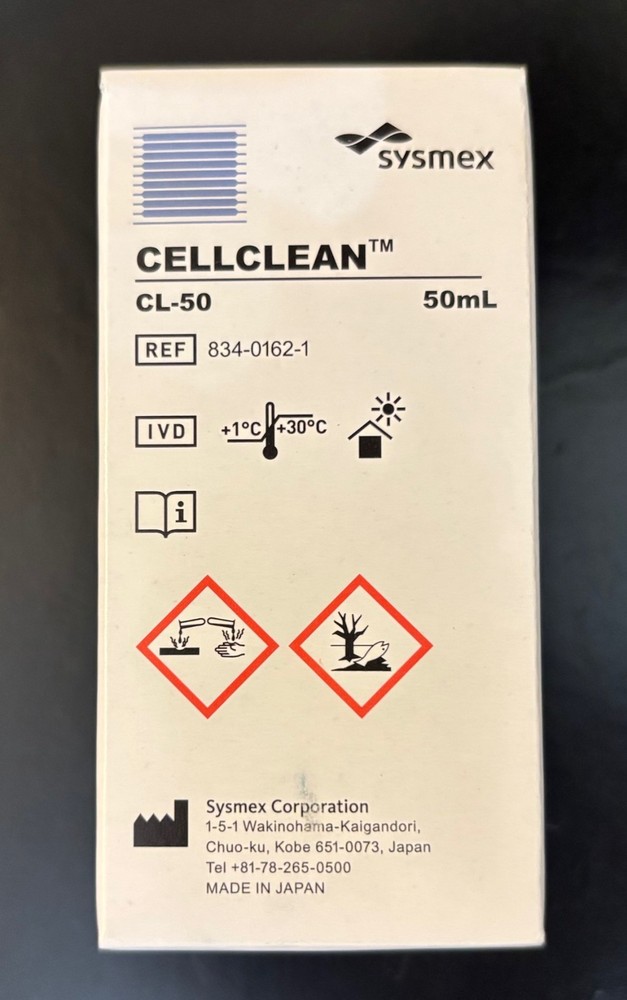 sysmex
CELLCLEAN™
CL-50 50mL
REF 834-0162-1
IVD +1°C +30°C
i
Sysmex Corporation
1-5-1 Wakinohama-Kaigandori,
Chuo-ku, Kobe 651-0073, Japan
Tel +81-78-265-0500
MADE IN JAPAN